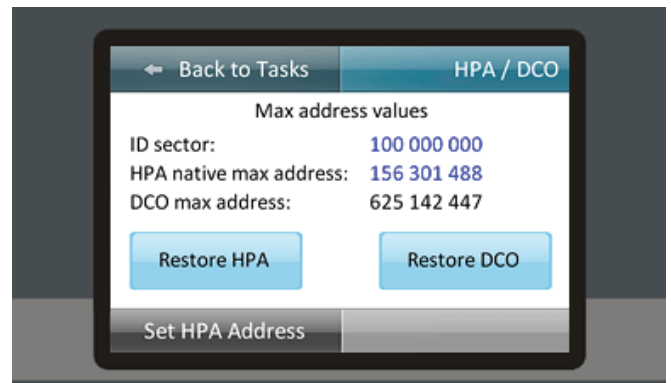 Back to Tasks HPA / DCO
Max address values
ID sector: 100 000 000
HPA native max address: 156 301 488
DCO max address: 625 142 447
Restore HPA Restore DCO
Set HPA Address